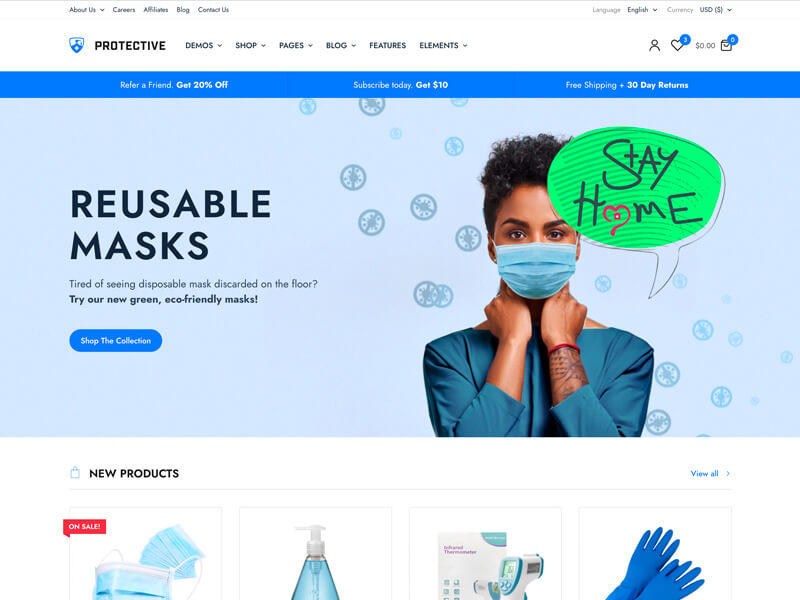 About Us Careers Affiliates Blog Contact Us
Language English Currency USD ($)
PROTECTIVE
DEMOS SHOP PAGES BLOG FEATURES ELEMENTS
3
$0.00
0
Refer a Friend. Get 20% Off
Subscribe today. Get $10
Free Shipping + 30 Day Returns
STAY
HOME
REUSABLE
MASKS
Tired of seeing disposable mask discarded on the floor?
Try our new green, eco-friendly masks!
Shop The Collection
NEW PRODUCTS
View all
ON SALE!
Infrared
Thermometer